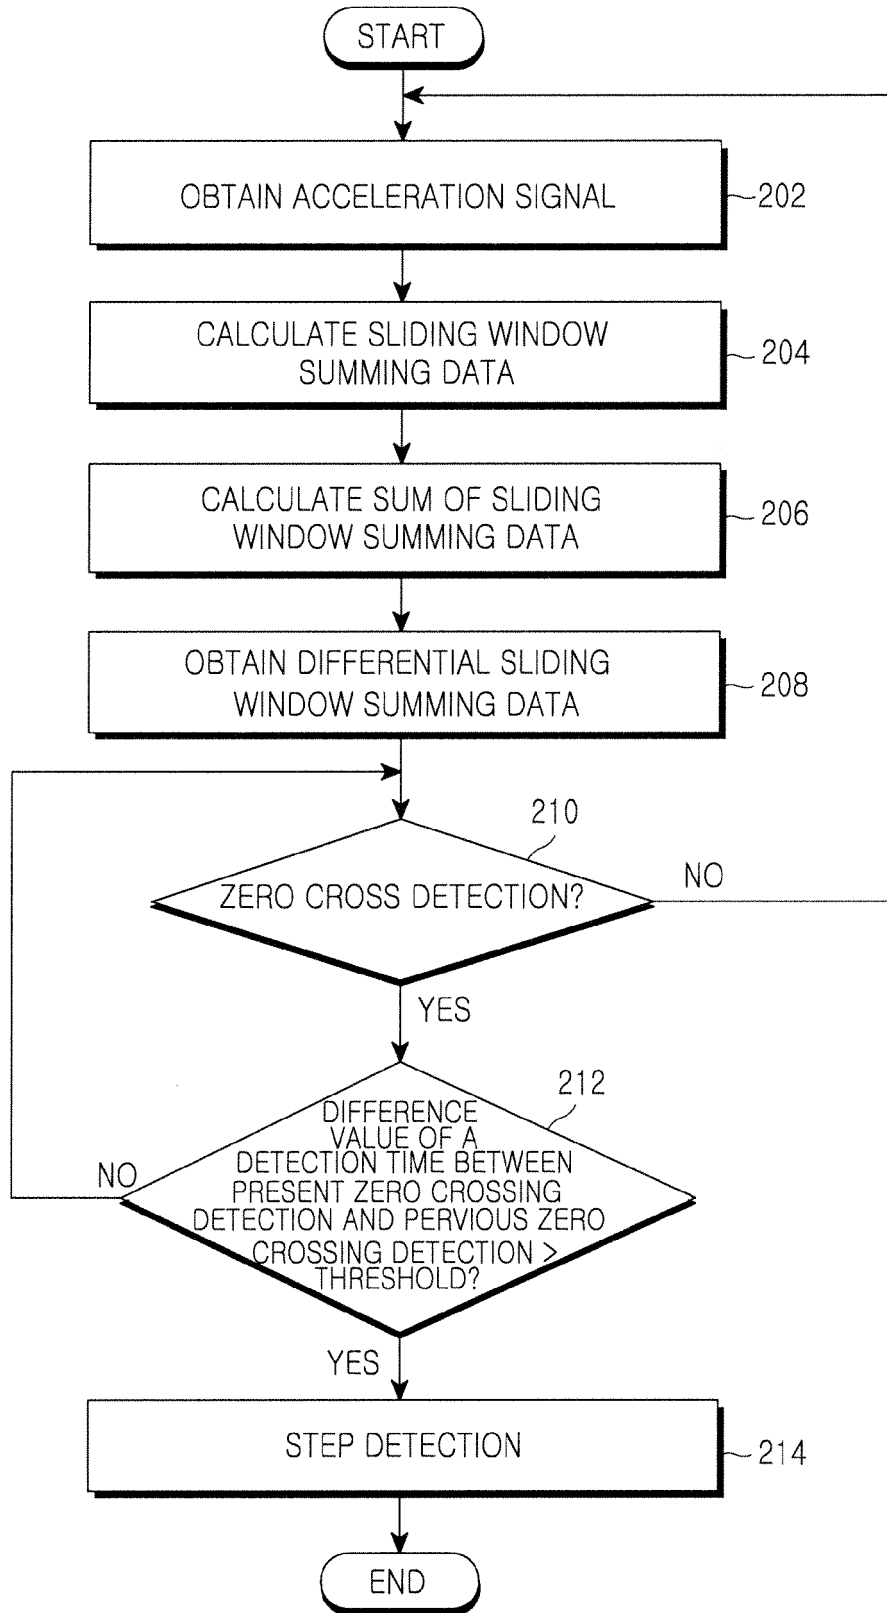 START
OBTAIN ACCELERATION SIGNAL
202
CALCULATE SLIDING WINDOW
SUMMING DATA
204
CALCULATE SUM OF SLIDING
WINDOW SUMMING DATA
206
OBTAIN DIFFERENTIAL SLIDING
WINDOW SUMMING DATA
208
210
ZERO CROSS DETECTION?
NO
YES
212
DIFFERENCE
VALUE OF A
DETECTION TIME BETWEEN
PRESENT ZERO CROSSING
DETECTION AND PERVIOUS ZERO
CROSSING DETECTION >
THRESHOLD?
NO
YES
STEP DETECTION
214
END